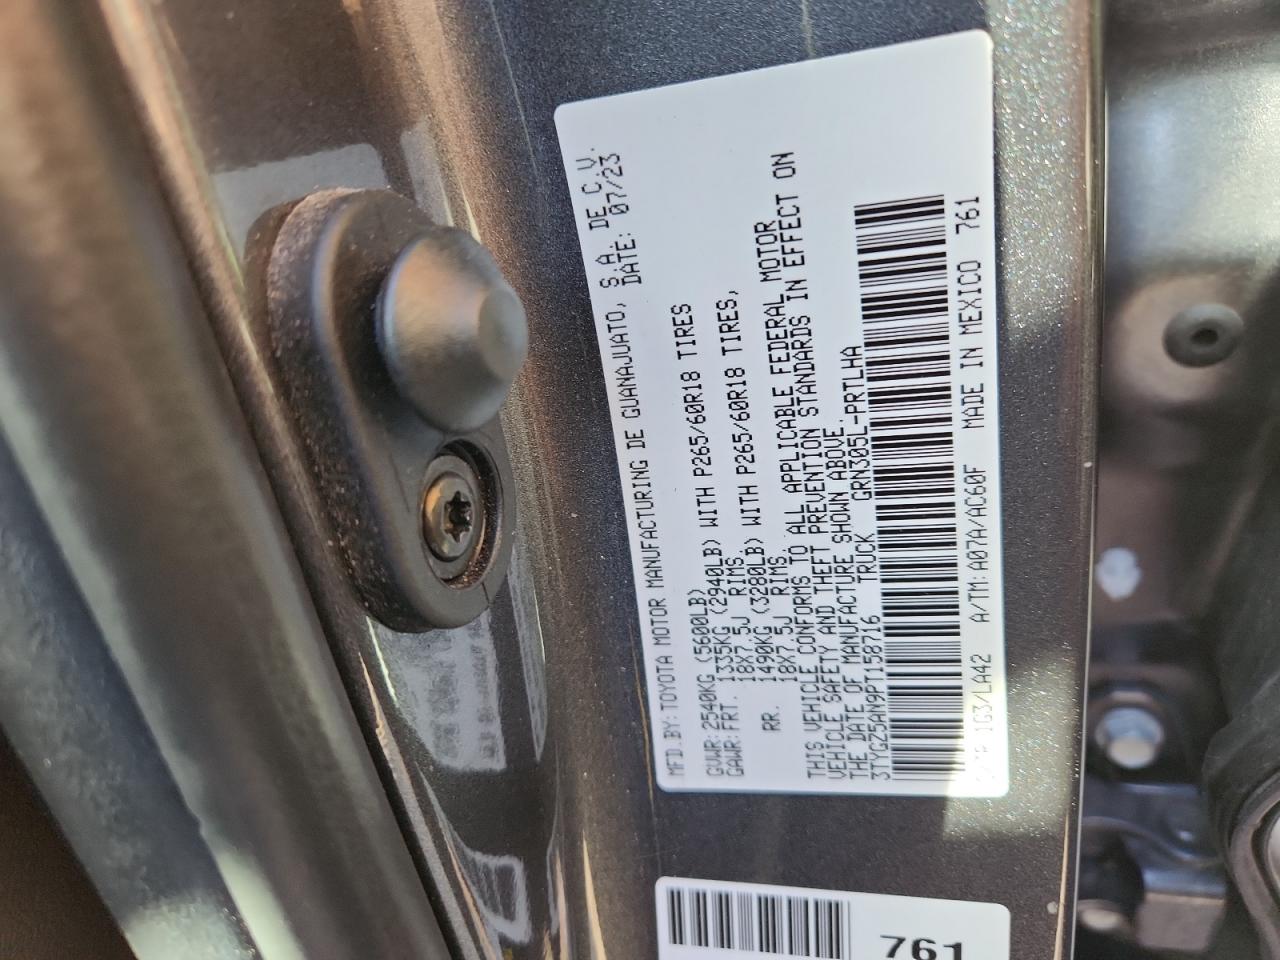 MFD.BY: TOYOTA MOTOR MANUFACTURING DE GUANAJUATO, S.A. DE C.V.
DATE: 07/23
GVWR: 2540KG (5600LB)
GAWR: FRT. 1335KG (2940LB) WITH P265/60R18 TIRES
18X7.5J RIMS.
RR. 1490KG (3280LB) WITH P265/60R18 TIRES,
18X7.5J RIMS.
THIS VEHICLE CONFORMS TO ALL APPLICABLE FEDERAL MOTOR
VEHICLE SAFETY AND THEFT PREVENTION STANDARDS IN EFFECT ON
THE DATE OF MANUFACTURE SHOWN ABOVE.
3TYGZ5AN9PT158716 TRUCK GRN305L-PRTLHA
1G3/LA42 A/TM: A07A/AC60F MADE IN MEXICO 761
761